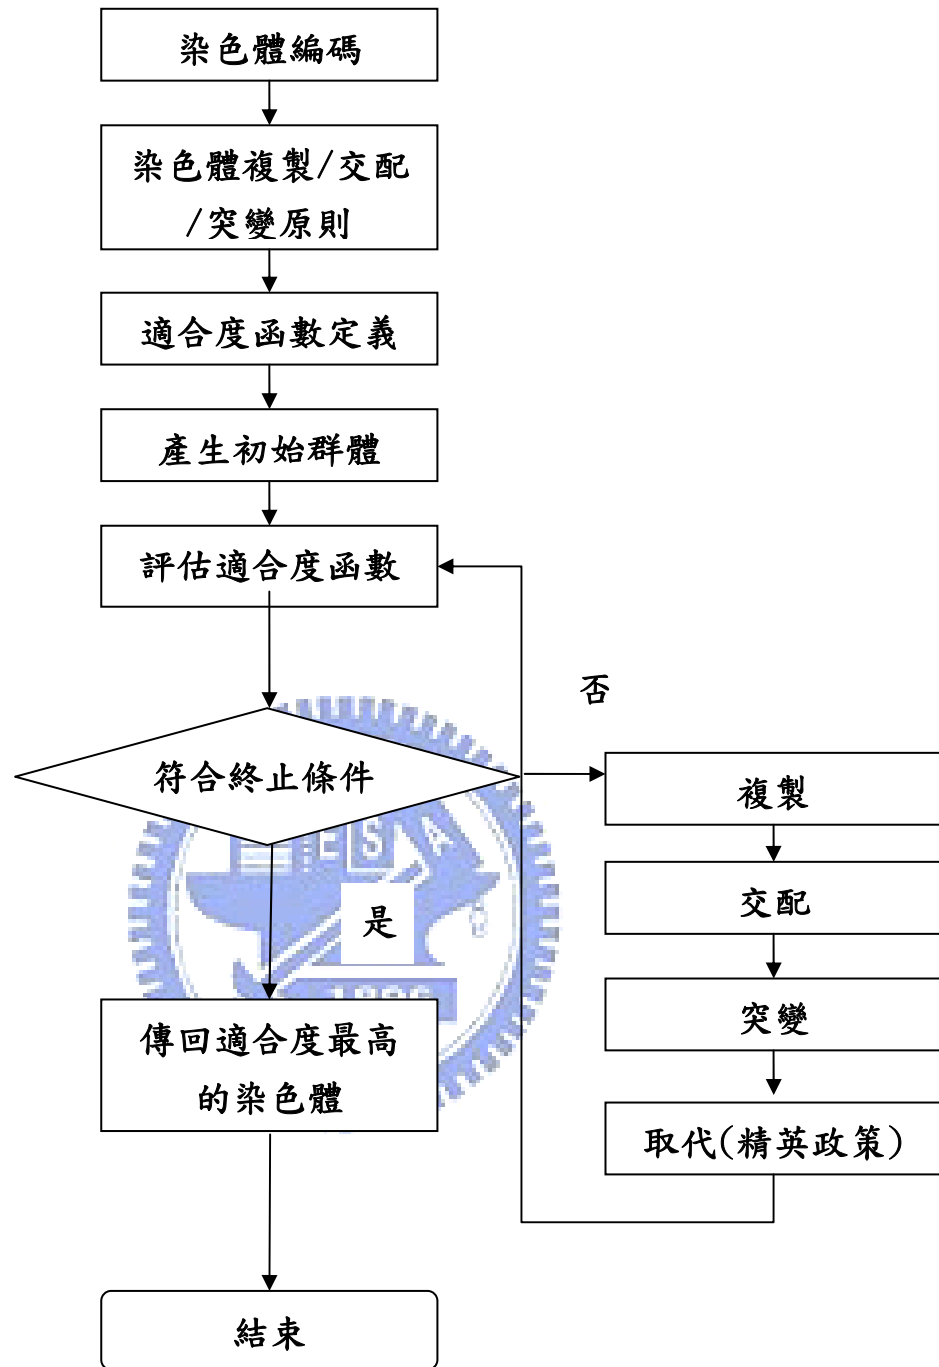 染色體編碼
染色體複製/交配
/突變原則
適合度函數定義
產生初始群體
評估適合度函數
否
符合終止條件
複製
交配
是
突變
傳回適合度最高
的染色體
取代(精英政策)
結束
ESA